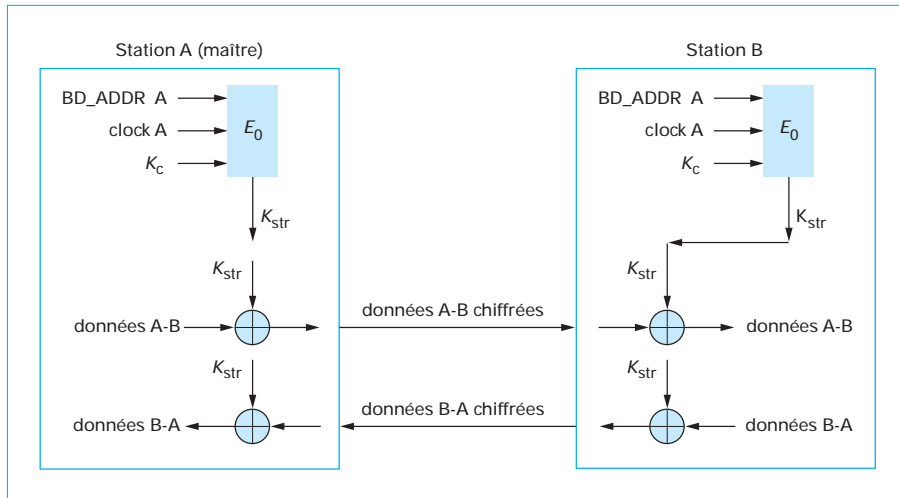 Station A (maître)
Station B
BD_ADDR A
clock A
Kc
E0
Kstr
Kstr
données A-B
Kstr
données B-A
données A-B chiffrées
données B-A chiffrées
BD_ADDR A
clock A
Kc
E0
Kstr
Kstr
données A-B
Kstr
données B-A